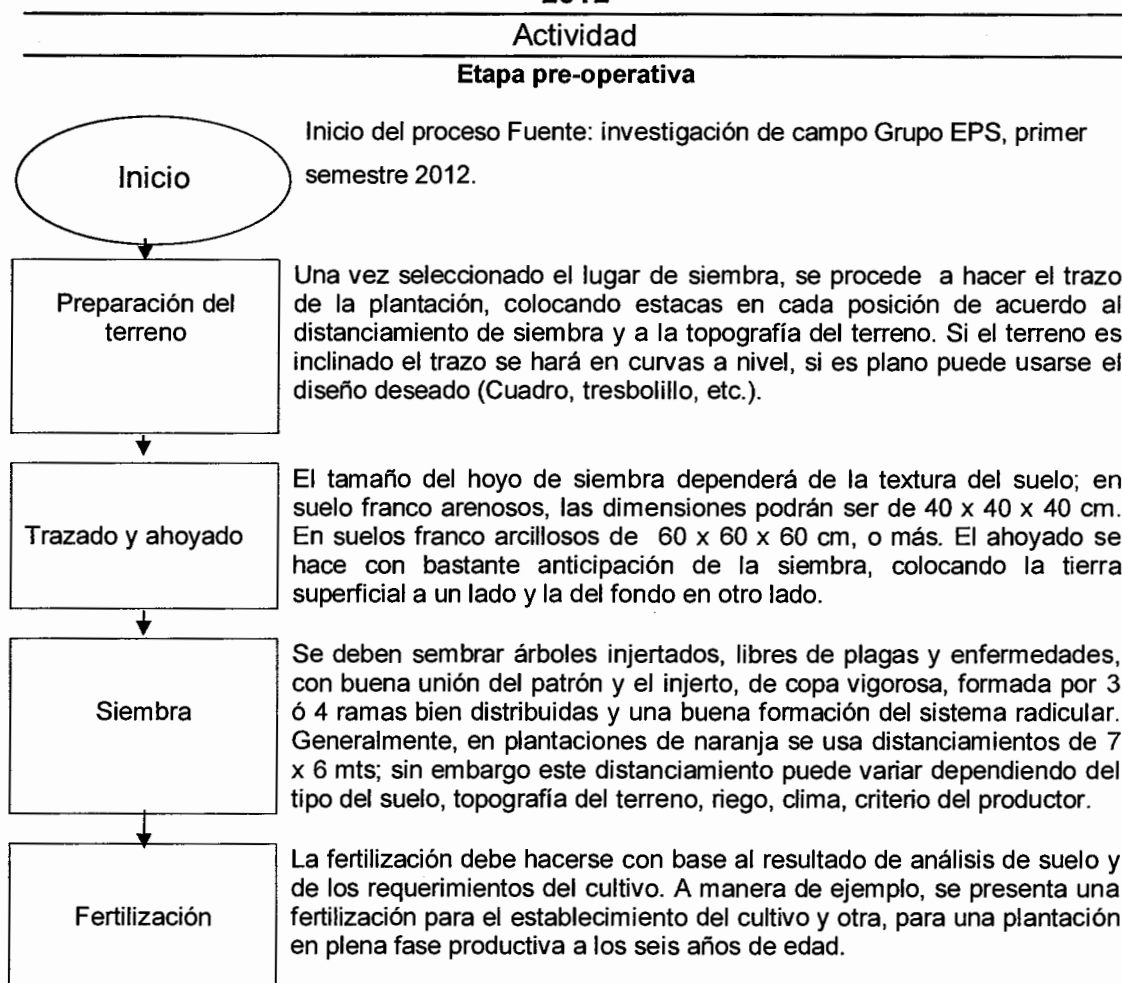 Actividad
Etapa pre-operativa
Inicio
Inicio del proceso Fuente: investigación de campo Grupo EPS, primer
semestre 2012.
Preparación del
terreno
Una vez seleccionado el lugar de siembra, se procede a hacer el trazo
de la plantación, colocando estacas en cada posición de acuerdo al
distanciamiento de siembra y a la topografía del terreno. Si el terreno es
inclinado el trazo se hará en curvas a nivel, si es plano puede usarse el
diseño deseado (Cuadro, tresbolillo, etc.).
Trazado y ahoyado
El tamaño del hoyo de siembra dependerá de la textura del suelo; en
suelo franco arenosos, las dimensiones podrán ser de 40 x 40 x 40 cm.
En suelos franco arcillosos de 60 x 60 x 60 cm, o más. El ahoyado se
hace con bastante anticipación de la siembra, colocando la tierra
superficial a un lado y la del fondo en otro lado.
Siembra
Se deben sembrar árboles injertados, libres de plagas y enfermedades,
con buena unión del patrón y el injerto, de copa vigorosa, formada por 3
ó 4 ramas bien distribuidas y una buena formación del sistema radicular.
Generalmente, en plantaciones de naranja se usa distanciamientos de 7
x 6 mts; sin embargo este distanciamiento puede variar dependiendo del
tipo del suelo, topografía del terreno, riego, clima, criterio del productor.
Fertilización
La fertilización debe hacerse con base al resultado de análisis de suelo y
de los requerimientos del cultivo. A manera de ejemplo, se presenta una
fertilización para el establecimiento del cultivo y otra, para una plantación
en plena fase productiva a los seis años de edad.